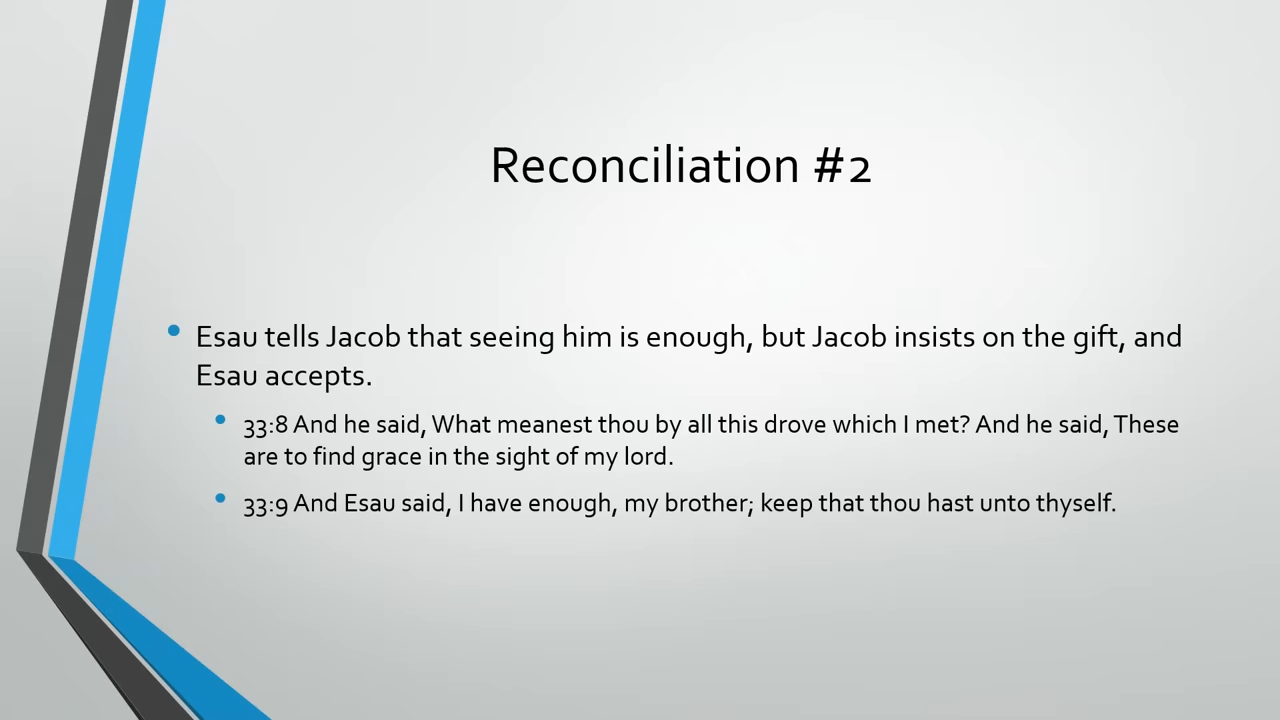 Reconciliation #2
Esau tells Jacob that seeing him is enough, but Jacob insists on the gift, and
Esau accepts.
33:8 And he said, What meanest thou by all this drove which I met? And he said, These
are to find grace in the sight of my lord.
33:9 And Esau said, I have enough, my brother; keep that thou hast unto thyself.